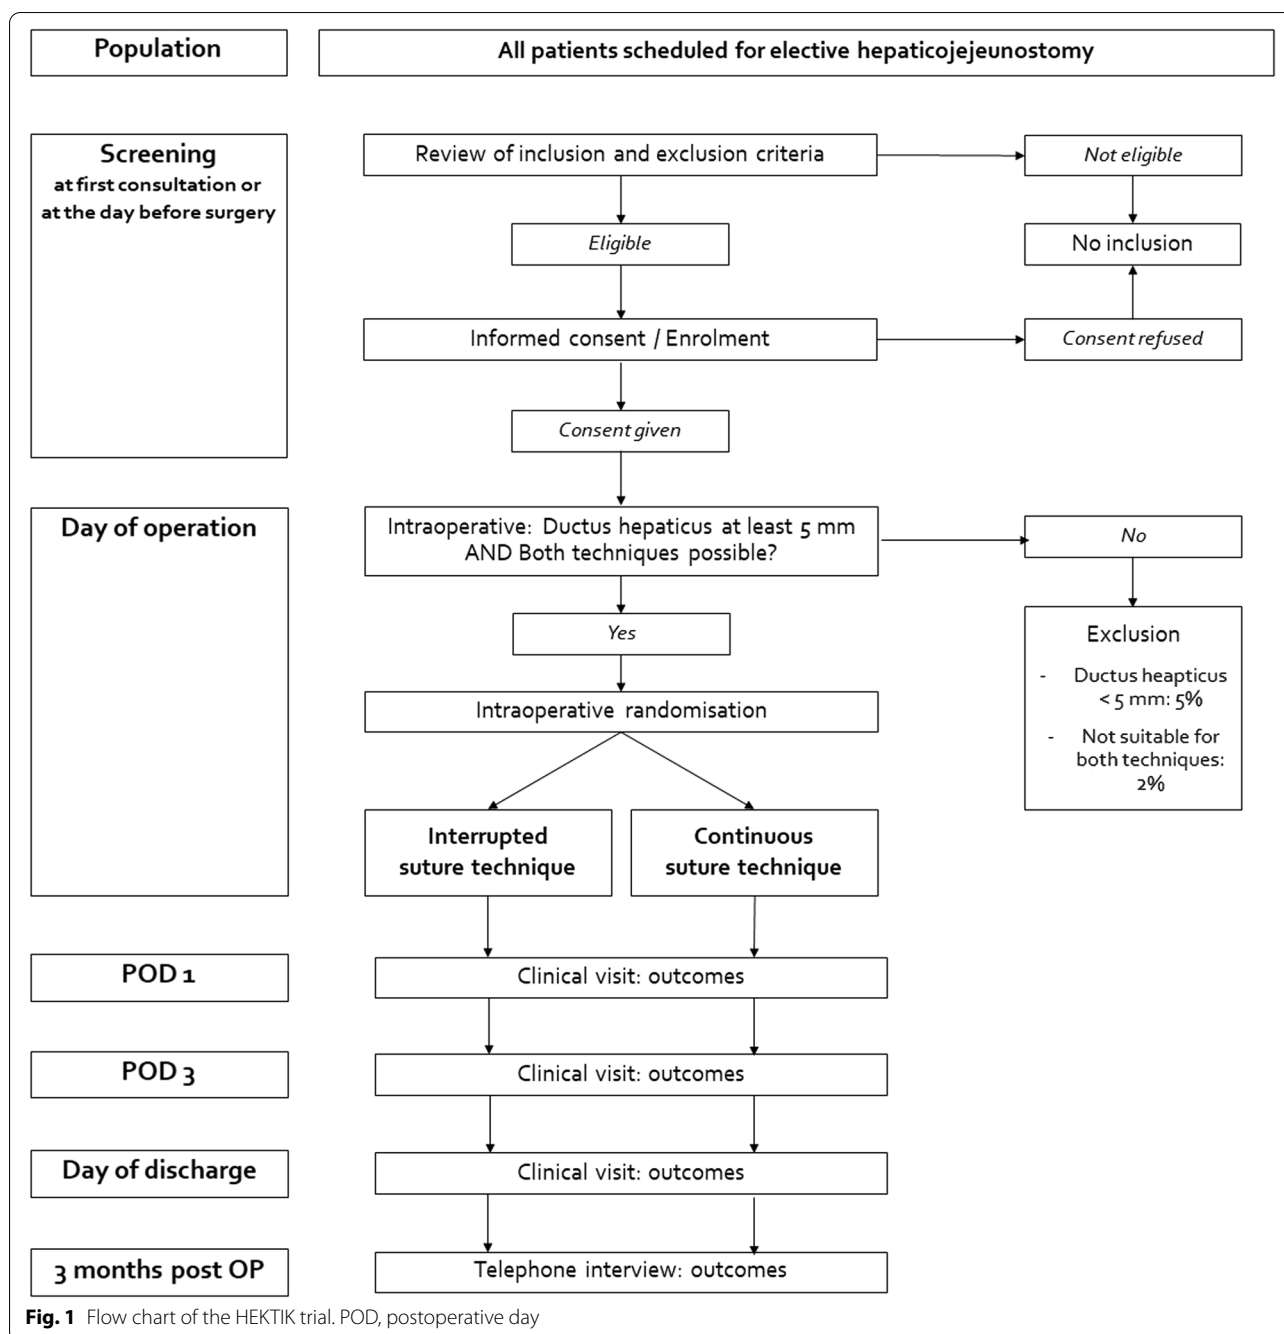 Population
All patients scheduled for elective hepaticojejeunostomy
Screening
at first consultation or
at the day before surgery
Review of inclusion and exclusion criteria
Not eligible
Eligible
No inclusion
Informed consent / Enrolment
Consent refused
Consent given
Day of operation
Intraoperative: Ductus hepaticus at least 5 mm
AND Both techniques possible?
No
Yes
Exclusion
- Ductus heapticus
< 5 mm: 5%
- Not suitable for
both techniques:
2%
Intraoperative randomisation
Interrupted
suture technique
Continuous
suture technique
POD 1
Clinical visit: outcomes
POD 3
Clinical visit: outcomes
Day of discharge
Clinical visit: outcomes
3 months post OP
Telephone interview: outcomes
Fig. 1 Flow chart of the HEKTIK trial. POD, postoperative day